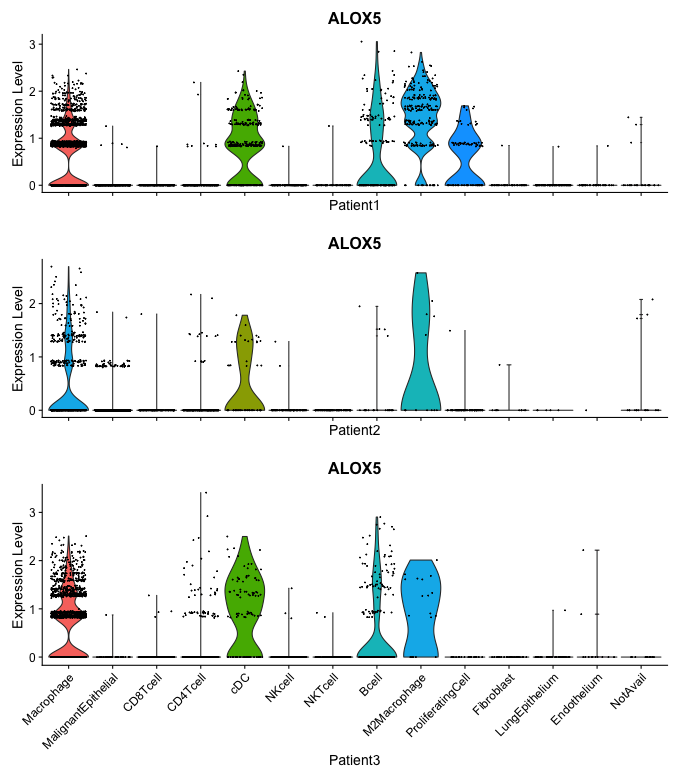 ALOX5
Expression Level
3
2
1
0
Patient1
ALOX5
Expression Level
2
1
0
Patient2
ALOX5
Expression Level
3
2
1
0
Macrophage
MalignantEpithelial
CD8Tcell
CD4Tcell
cDC
NKcell
NKTcell
Bcell
M2Macrophage
ProliferatingCell
Fibroblast
LungEpithelium
Endothelium
NotAvail
Patient3